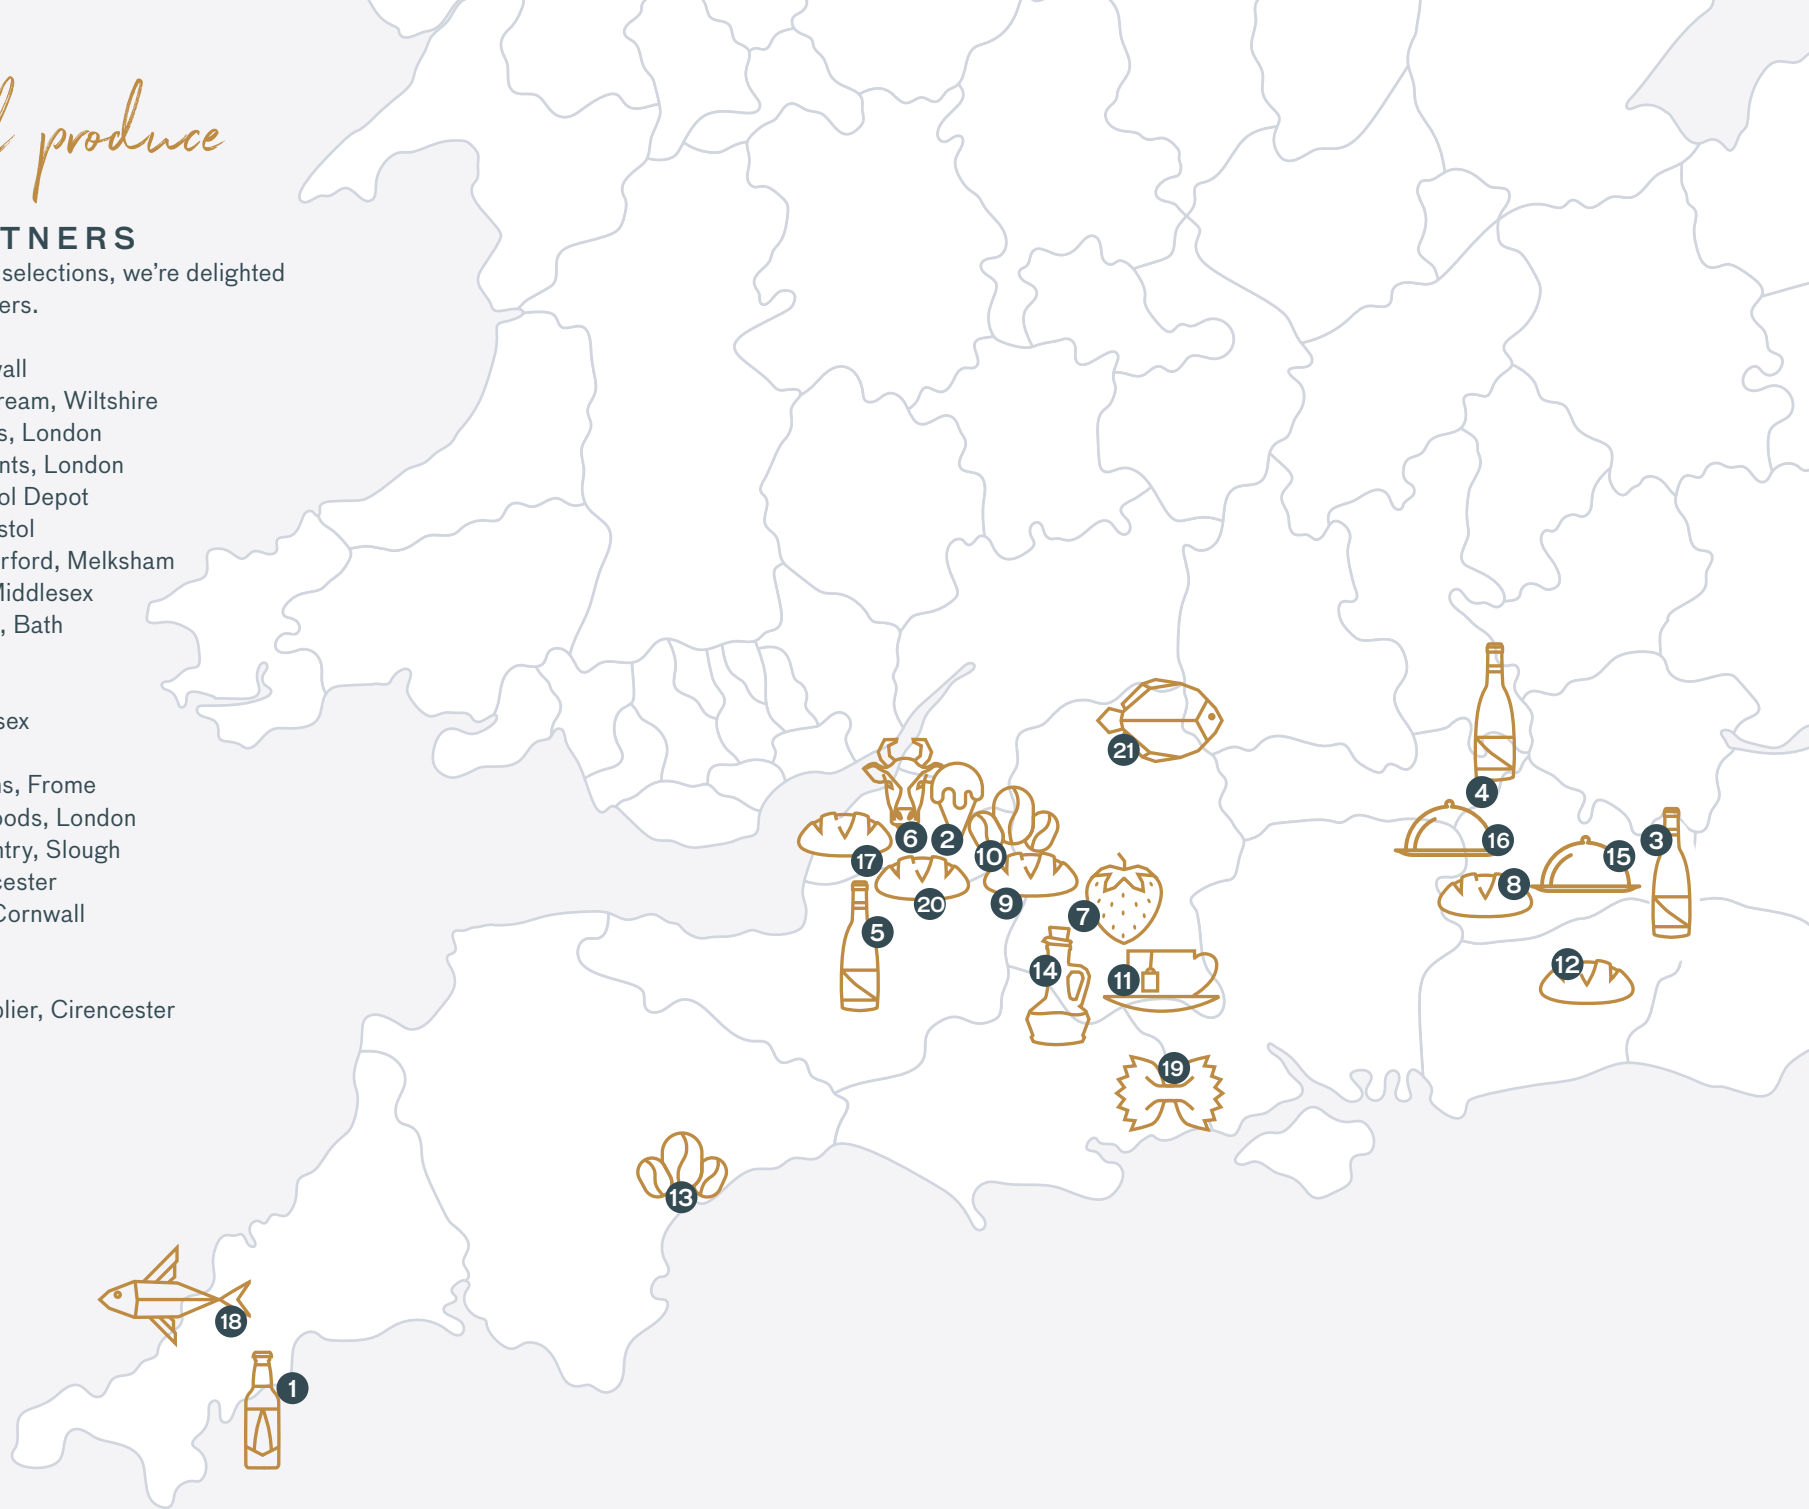 produce
TNERS
selections, we're delighted
ers.
all
ream, Wiltshire
s, London
nts, London
ol Depot
stol
rford, Melksham
Middlesex
, Bath
sex
ns, Frome
oods, London
ntry, Slough
cester
Cornwall
plier, Cirencester
21
4
6
2
16
3
17
10
15
8
20
9
7
5
12
14
11
19
13
18
1